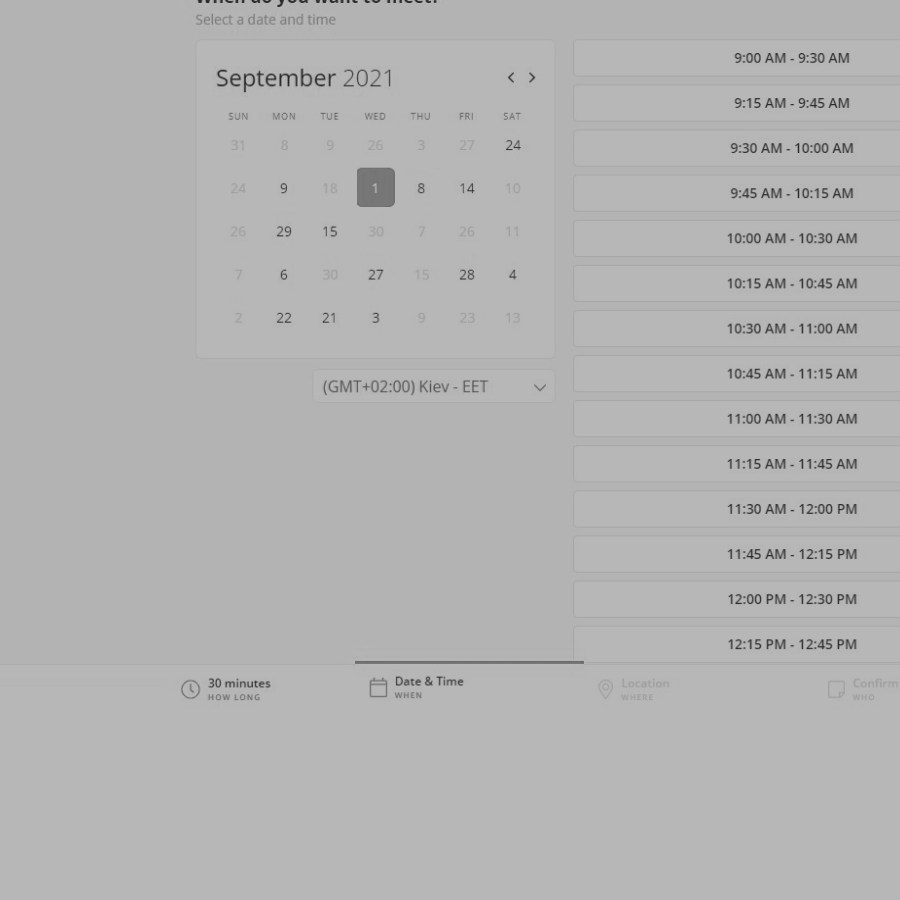 Select a date and time
September 2021
SUN MON TUE WED THU FRI SAT
31 8 9 26 3 27 24
24 9 18 1 8 14 10
26 29 15 30 7 26 11
7 6 30 27 15 28 4
2 22 21 3 9 23 13
(GMT+02:00) Kiev - EET
9:00 AM - 9:30 AM
9:15 AM - 9:45 AM
9:30 AM - 10:00 AM
9:45 AM - 10:15 AM
10:00 AM - 10:30 AM
10:15 AM - 10:45 AM
10:30 AM - 11:00 AM
10:45 AM - 11:15 AM
11:00 AM - 11:30 AM
11:15 AM - 11:45 AM
11:30 AM - 12:00 PM
11:45 AM - 12:15 PM
12:00 PM - 12:30 PM
12:15 PM - 12:45 PM
30 minutes
HOW LONG
Date & Time
WHEN
Location
WHERE
Confirm
WHO